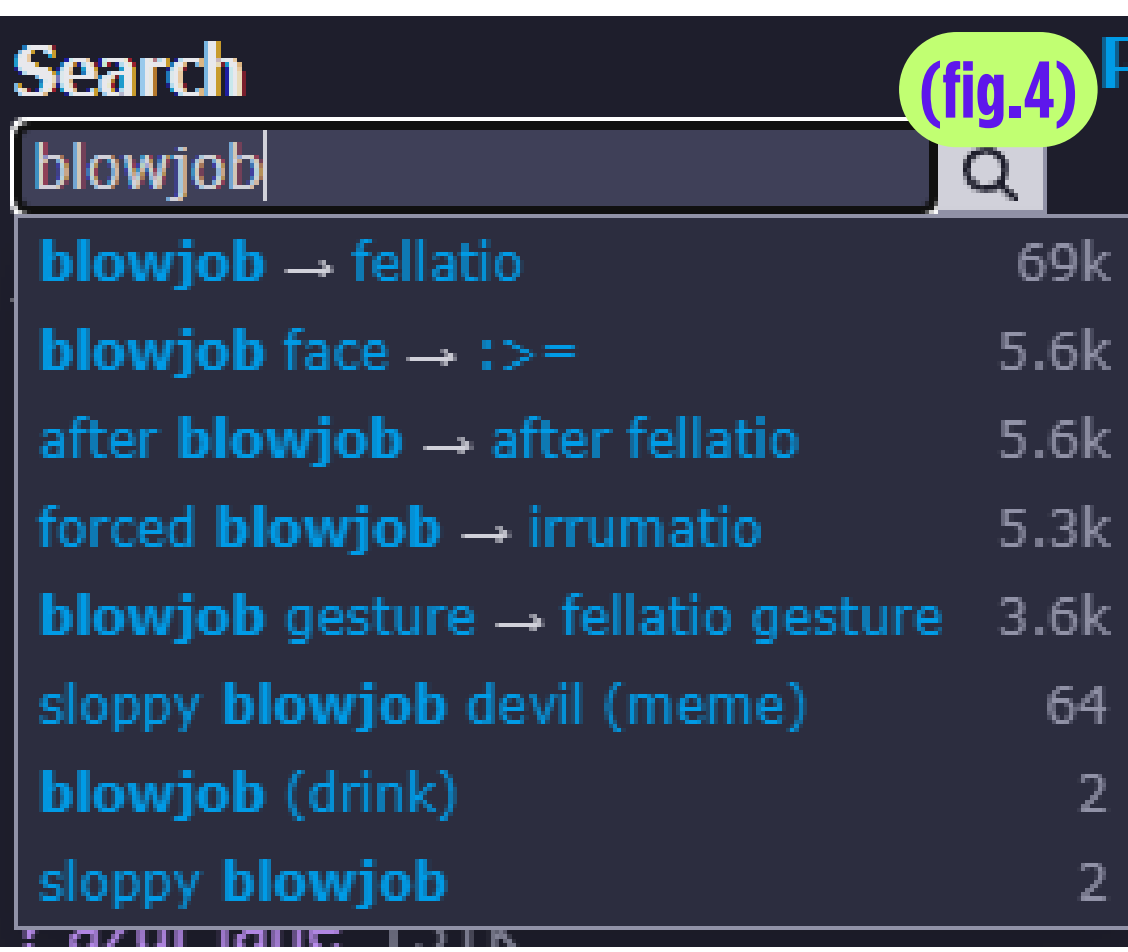 Search
(fig.4)
blowjob
blowjob → fellatio 69k
blowjob face → :>= 5.6k
after blowjob → after fellatio 5.6k
forced blowjob → irrumatio 5.3k
blowjob gesture → fellatio gesture 3.6k
sloppy blowjob devil (meme) 64
blowjob (drink) 2
sloppy blowjob 2